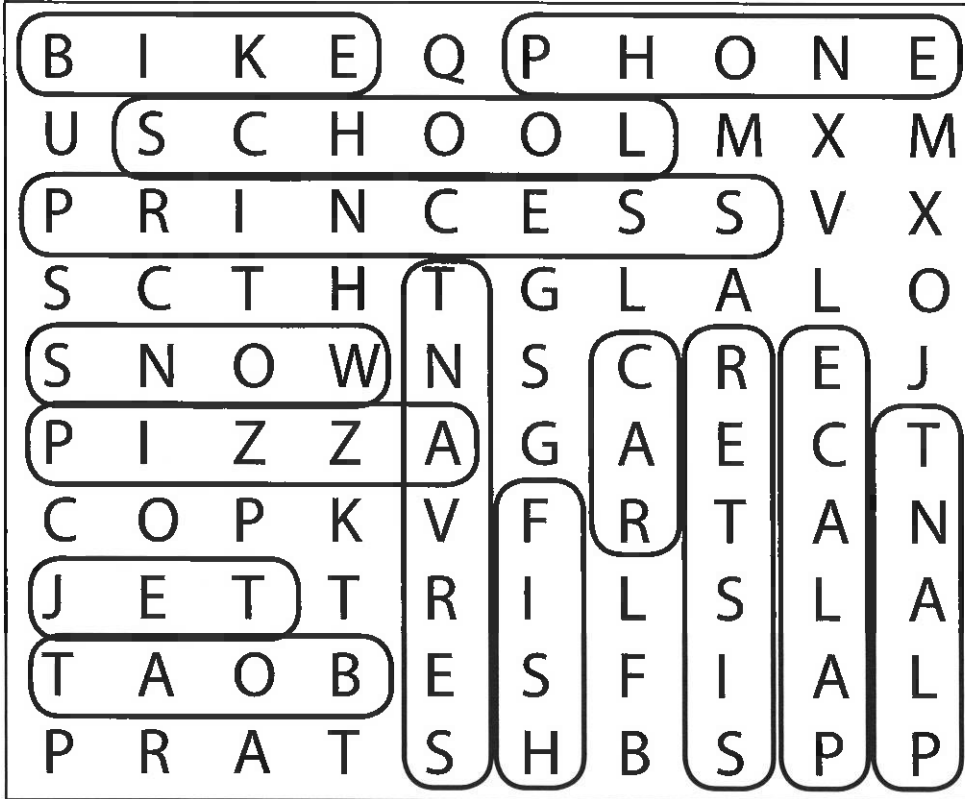 B I K E Q P H O N E
U S C H O O L M X M
P R I N C E S S V X
S C T H T G L A L O
S N O W N S C R E J
P I Z Z A G A E C T
C O P K V F R T A N
J E T T R I L S L A
T A O B E S F I A L
P R A T S H B S P P